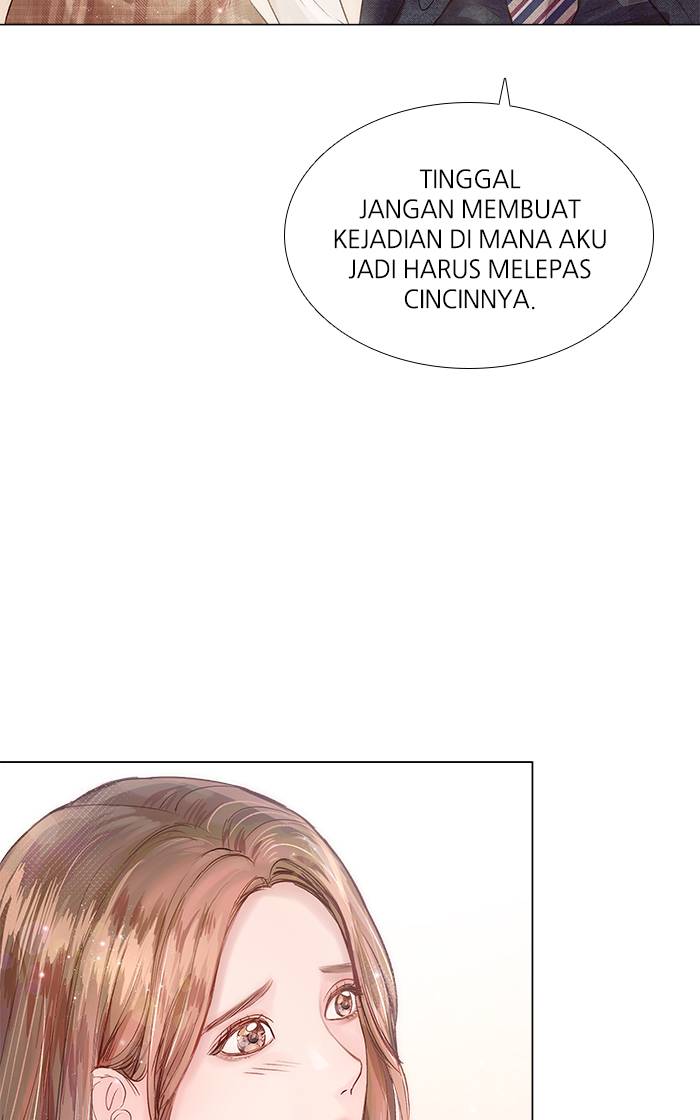 TINGGAL
JANGAN MEMBUAT
KEJADIAN DI MANA AKU
JADI HARUS MELEPAS
CINCINNYA.